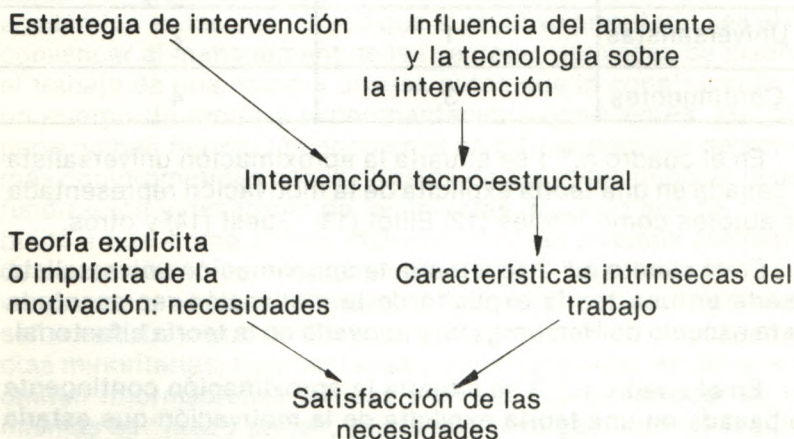 Estrategia de intervención
Influencia del ambiente
y la tecnología sobre
la intervención
Intervención tecno-estructural
Teoría explícita
o implícita de la
motivación: necesidades
Características intrínsecas del
trabajo
Satisfacción de las
necesidades